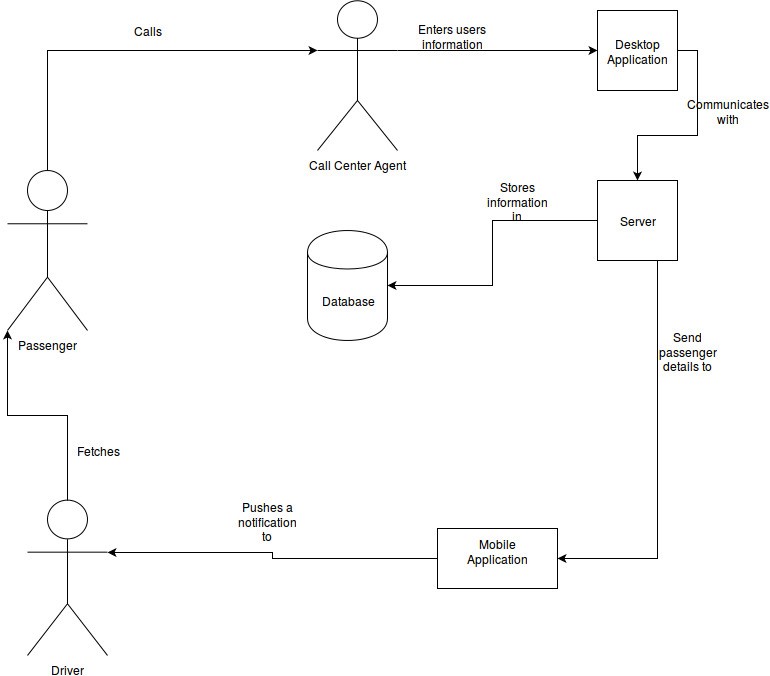 Calls
Enters users
information
Desktop
Application
Communicates
with
Call Center Agent
Stores
information
in
Server
Database
Passenger
Send
passenger
details to
Fetches
Pushes a
notification
to
Mobile
Application
Driver